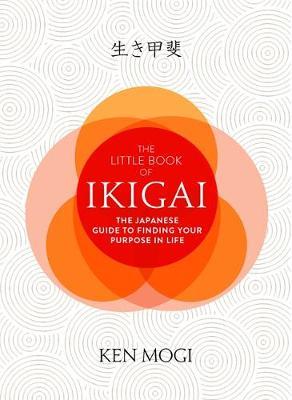 生き甲斐
THE
LITTLE BOOK
OF
IKIGAI
THE JAPANESE
GUIDE TO FINDING YOUR
PURPOSE IN LIFE
KEN MOGI